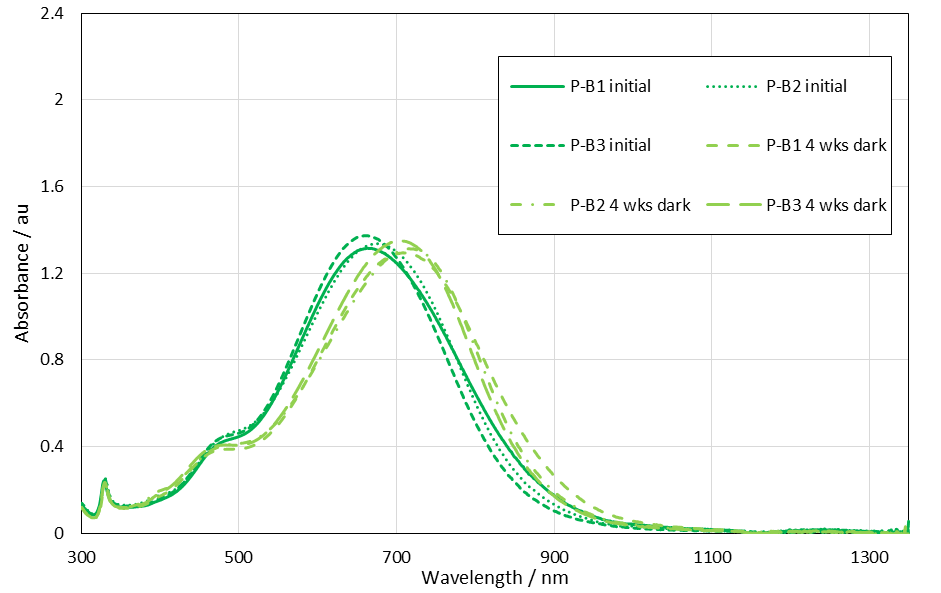 2.4
2
1.6
1.2
0.8
0.4
0
Absorbance / au
P-B1 initial
P-B2 initial
P-B3 initial
P-B1 4 wks dark
P-B2 4 wks dark
P-B3 4 wks dark
300
500
700
900
1100
1300
Wavelength / nm